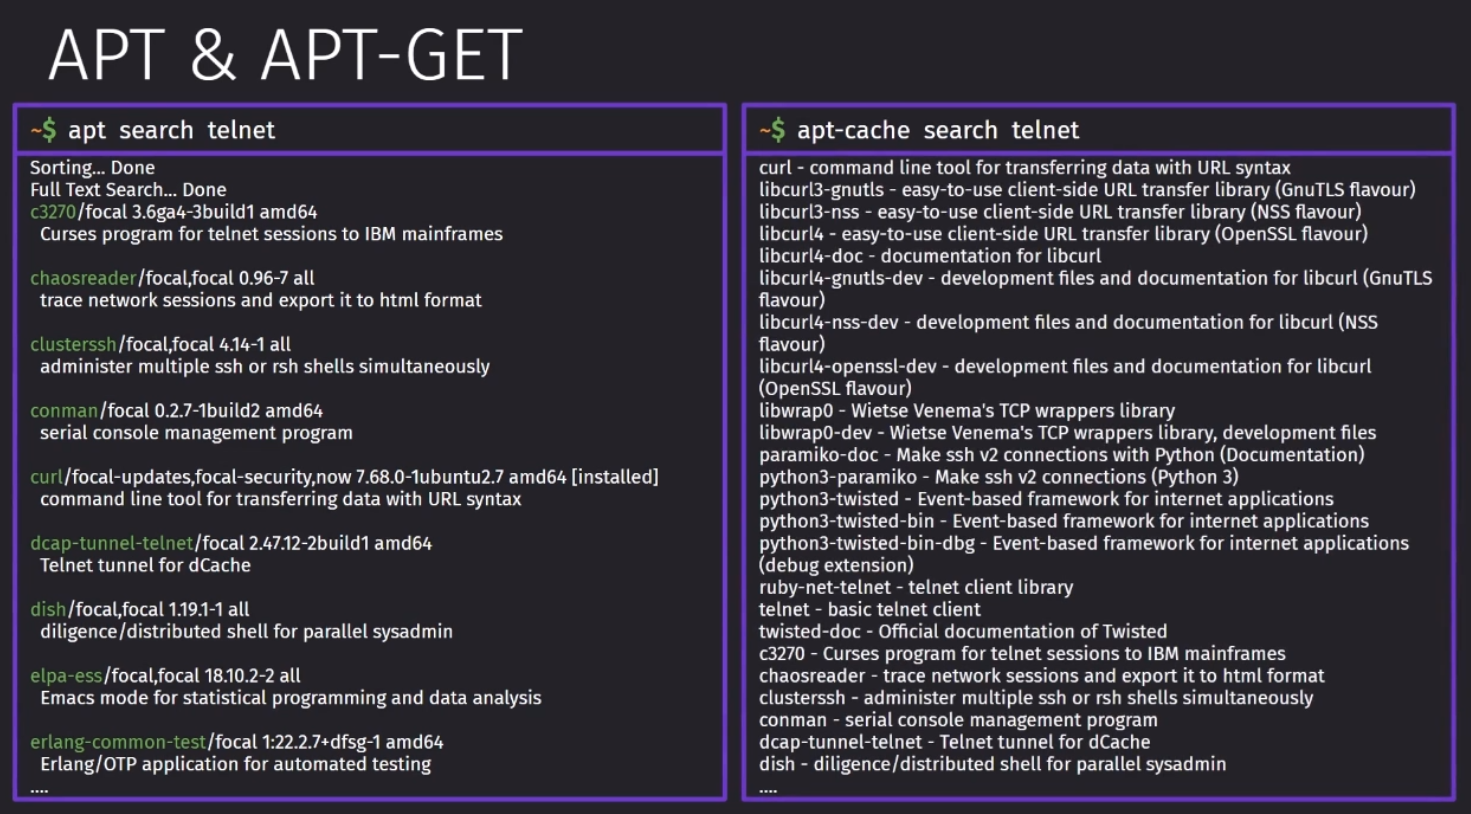 APT & APT-GET
~$ apt search telnet
Sorting... Done
Full Text Search... Done
c3270/focal 3.6ga4-3build1 amd64
Curses program for telnet sessions to IBM mainframes
chaosreader/focal,focal 0.96-7 all
trace network sessions and export it to html format
clusterssh/focal,focal 4.14-1 all
administer multiple ssh or rsh shells simultaneously
conman/focal 0.2.7-1build2 amd64
serial console management program
curl/focal-updates,focal-security,now 7.68.0-1ubuntu2.7 amd64 [installed]
command line tool for transferring data with URL syntax
dcap-tunnel-telnet/focal 2.47.12-2build1 amd64
Telnet tunnel for dCache
dish/focal,focal 1.19.1-1 all
diligence/distributed shell for parallel sysadmin
elpa-ess/focal,focal 18.10.2-2 all
Emacs mode for statistical programming and data analysis
erlang-common-test/focal 1:22.2.7+dfsg-1 amd64
Erlang/OTP application for automated testing
....
~$ apt-cache search telnet
curl - command line tool for transferring data with URL syntax
libcurl3-gnutls - easy-to-use client-side URL transfer library (GnuTLS flavour)
libcurl3-nss - easy-to-use client-side URL transfer library (NSS flavour)
libcurl4 - easy-to-use client-side URL transfer library (OpenSSL flavour)
libcurl4-doc - documentation for libcurl
libcurl4-gnutls-dev - development files and documentation for libcurl (GnuTLS
flavour)
libcurl4-nss-dev - development files and documentation for libcurl (NSS
flavour)
libcurl4-openssl-dev - development files and documentation for libcurl
(OpenSSL flavour)
libwrap0 - Wietse Venema's TCP wrappers library
libwrap0-dev - Wietse Venema's TCP wrappers library, development files
paramiko-doc - Make ssh v2 connections with Python (Documentation)
python3-paramiko - Make ssh v2 connections (Python 3)
python3-twisted - Event-based framework for internet applications
python3-twisted-bin - Event-based framework for internet applications
python3-twisted-bin-dbg - Event-based framework for internet applications
(debug extension)
ruby-net-telnet - telnet client library
telnet - basic telnet client
twisted-doc - Official documentation of Twisted
c3270 - Curses program for telnet sessions to IBM mainframes
chaosreader - trace network sessions and export it to html format
clusterssh - administer multiple ssh or rsh shells simultaneously
conman - serial console management program
dcap-tunnel-telnet - Telnet tunnel for dCache
dish - diligence/distributed shell for parallel sysadmin
....